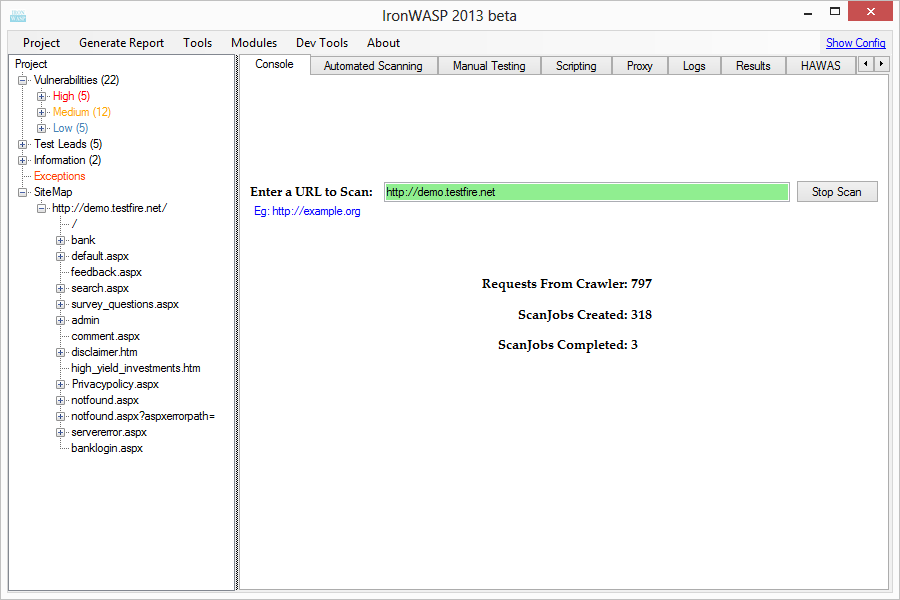 IronWASP 2013 beta
Project Generate Report Tools Modules Dev Tools About Show Config
Project
Vulnerabilities (22)
High (5)
Medium (12)
Low (5)
Test Leads (5)
Information (2)
Exceptions
SiteMap
http://demo.testfire.net/
/
bank
default.aspx
feedback.aspx
search.aspx
survey_questions.aspx
admin
comment.aspx
disclaimer.htm
high_yield_investments.htm
Privacypolicy.aspx
notfound.aspx
notfound.aspx?aspxerrorpath=
servererror.aspx
banklogin.aspx
Console Automated Scanning Manual Testing Scripting Proxy Logs Results HAWAS
Enter a URL to Scan: http://demo.testfire.net Stop Scan
Eg: http://example.org
Requests From Crawler: 797
ScanJobs Created: 318
ScanJobs Completed: 3